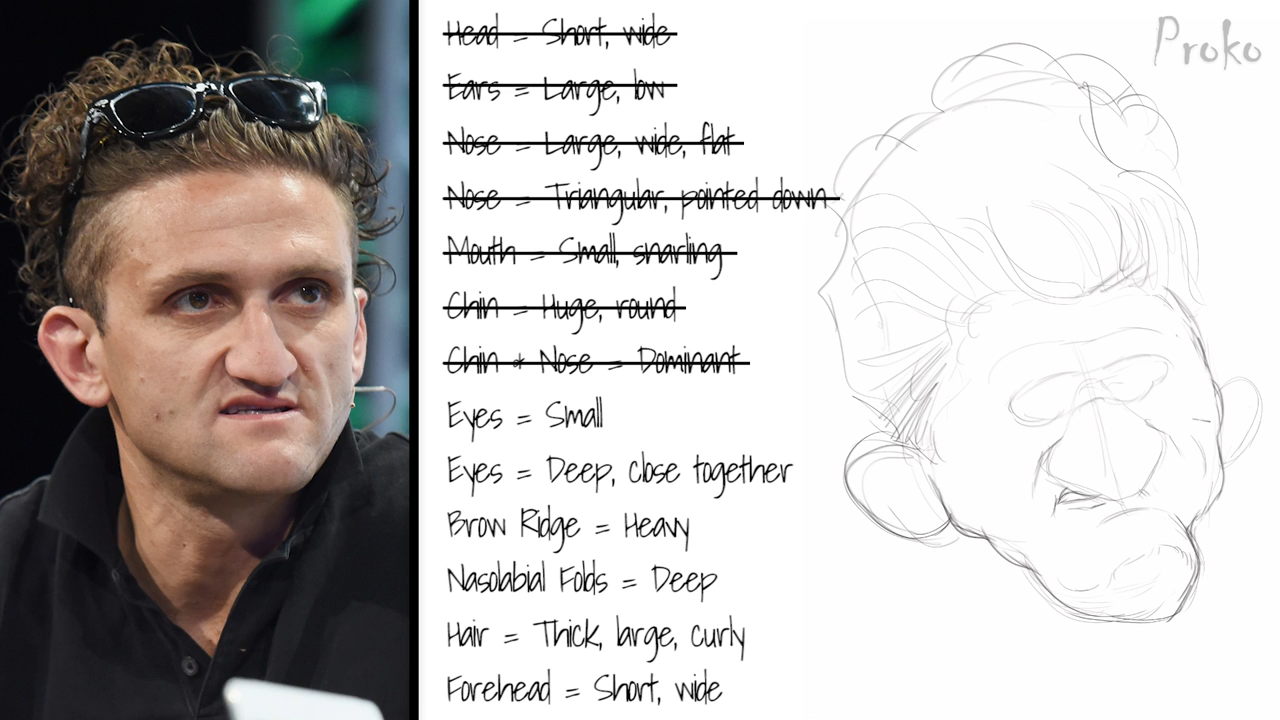 Head = Short, wide
Ears = Large, low
Nose = Large, wide, flat
Nose = Triangular, pointed down
Mouth = Small, snarling
Chin = Huge, round
Chin * Nose = Dominant
Eyes = Small
Eyes = Deep, close together
Brow Ridge = Heavy
Nasolabial Folds = Deep
Hair = Thick, large, curly
Forehead = Short, wide
Proko